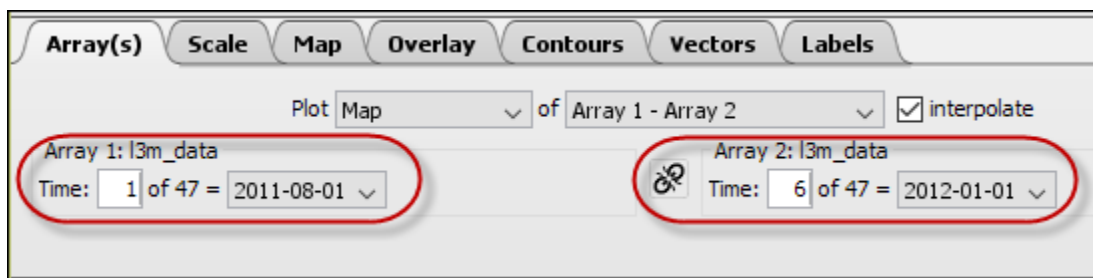 Array(s) Scale Map Overlay Contours Vectors Labels
Plot Map of Array 1 - Array 2 interpolate
Array 1: l3m_data Array 2: l3m_data
Time: 1 of 47 = 2011-08-01 Time: 6 of 47 = 2012-01-01